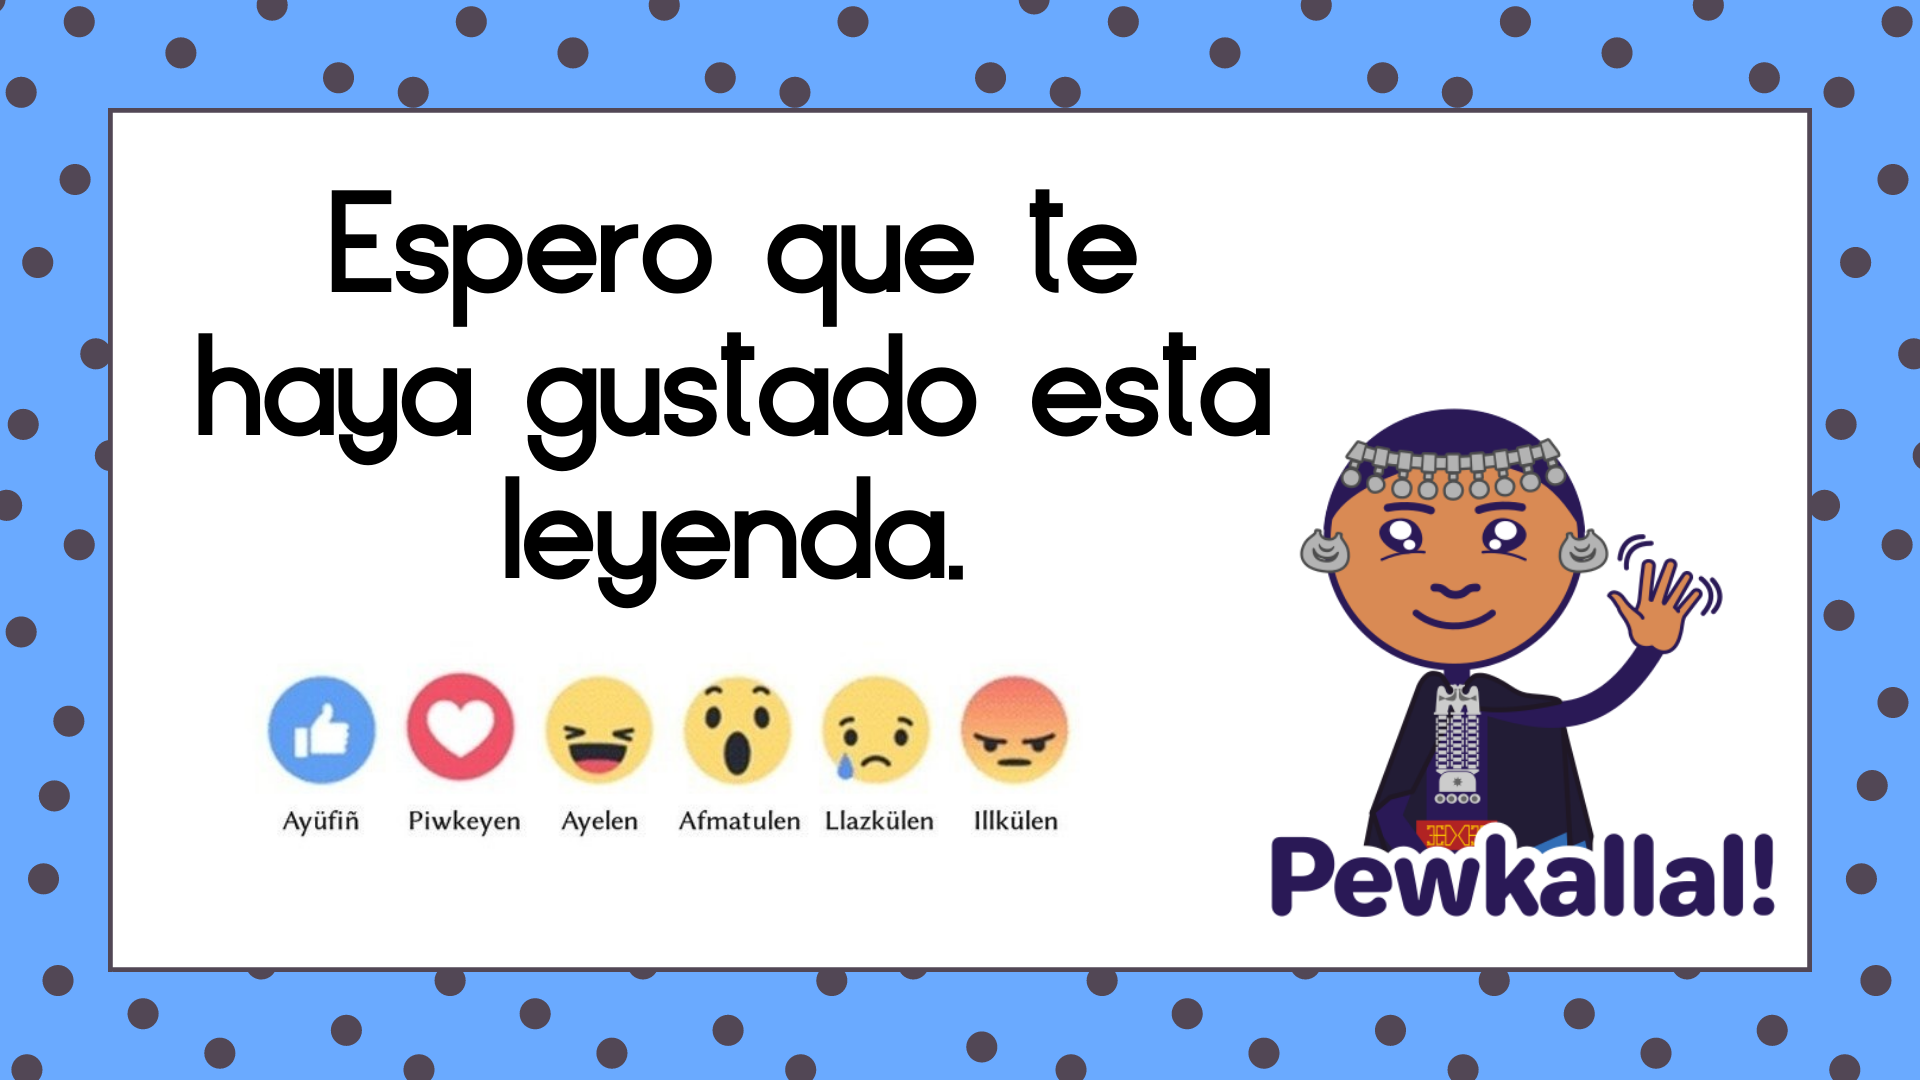 Espero que te
haya gustado esta
leyenda.
Ayüfiñ Piwkeyen Ayelen Afmatulen Llazkülen Illkülen
Pewkallal!